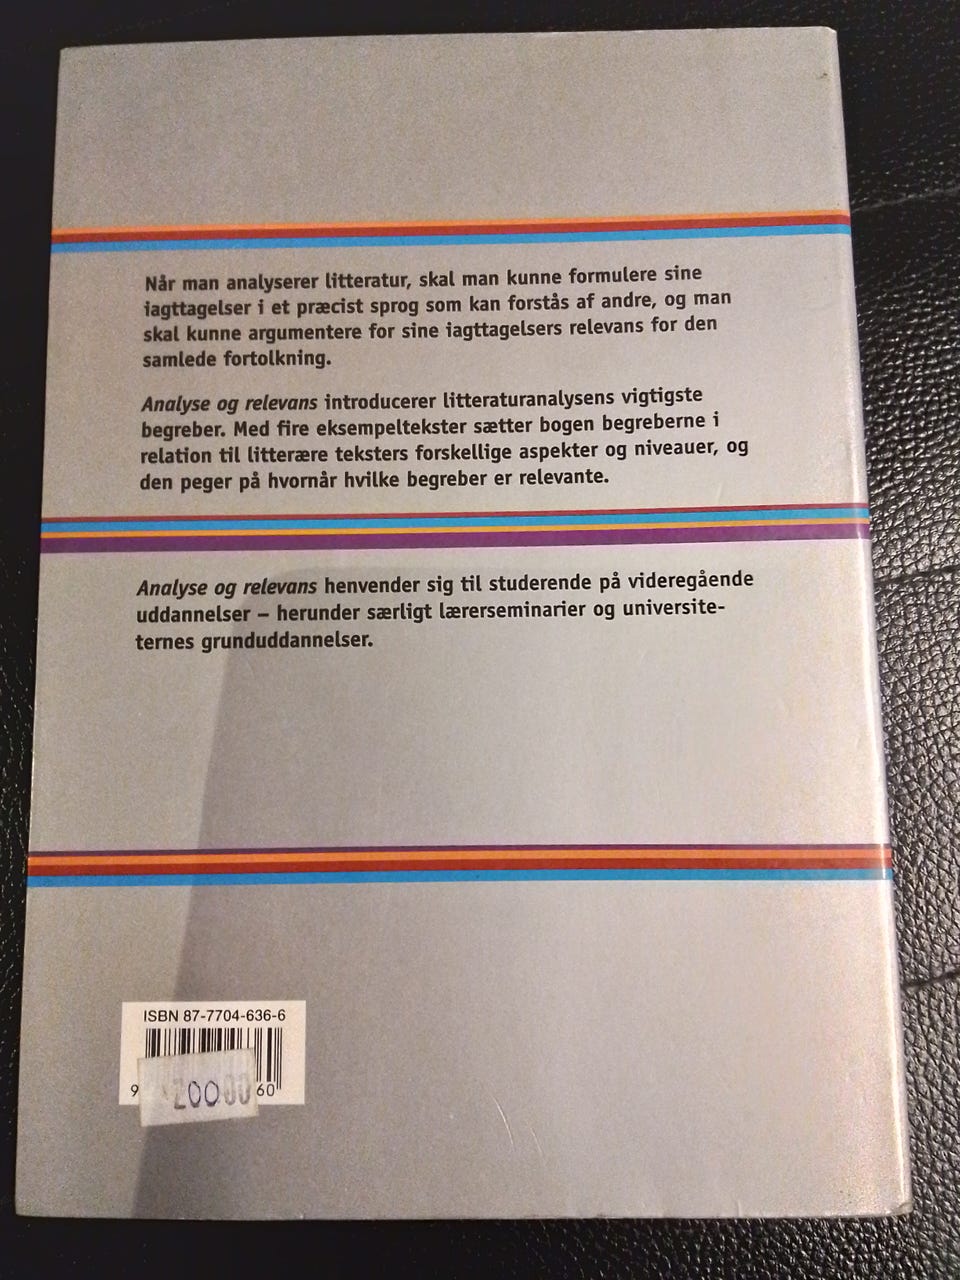 Når man analyserer litteratur, skal man kunne formulere sine
iagttagelser i et præcist sprog som kan forstås af andre, og man
skal kunne argumentere for sine iagttagelsers relevans for den
samlede fortolkning.
Analyse og relevans introducerer litteraturanalysens vigtigste
begreber. Med fire eksempeltekster sætter bogen begreberne i
relation til litterære teksters forskellige aspekter og niveauer, og
den peger på hvornår hvilke begreber er relevante.
Analyse og relevans henvender sig til studerende på videregående
uddannelser – herunder særligt lærerseminarier og universite-
ternes grunduddannelser.
ISBN 87-7704-636-6
9 60
20000